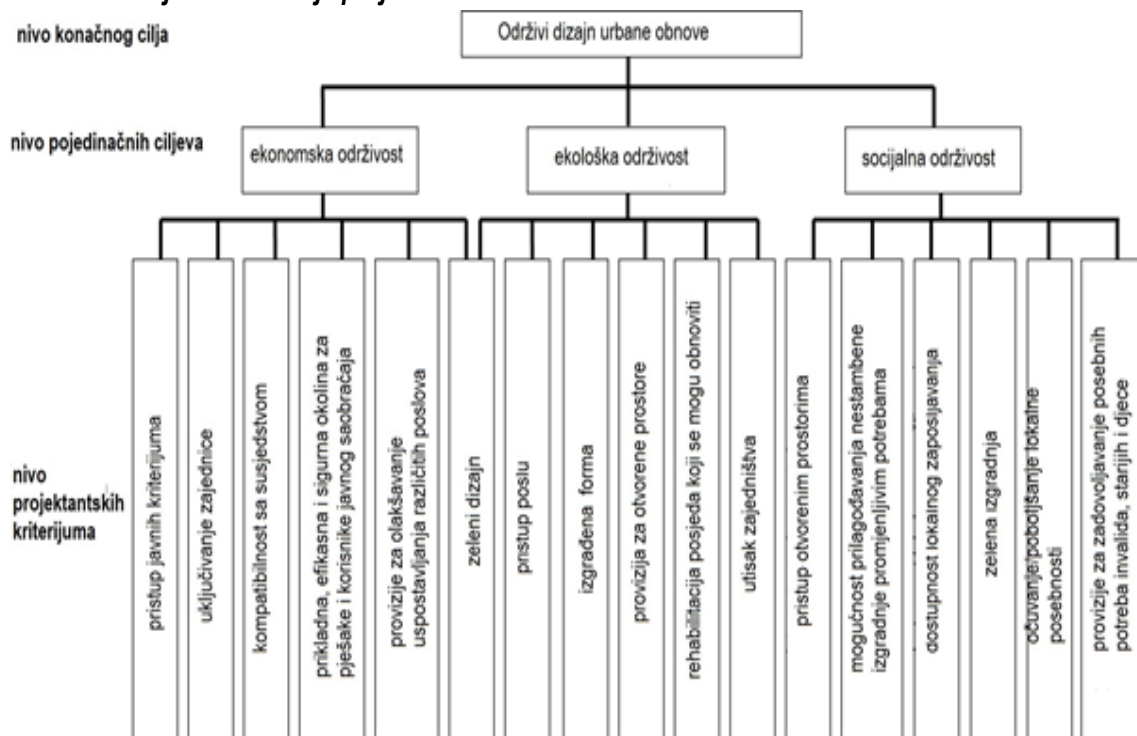 nivo konačnog cilja
Održivi dizajn urbane obnove
nivo pojedinačnih ciljeva
ekonomska održivost
ekološka održivost
socijalna održivost
nivo
projektantskih
kriterijuma
pristup javnih kriterijuma
uključivanje zajednice
kompatibilnost sa susjedstvom
prikladna, efikasna i sigurna okolina za
pješake i korisnike javnog saobraćaja
provizije za olakšavanje
uspostavljanja različitih poslova
zeleni dizajn
pristup poslu
izgrađena forma
provizija za otvorene prostore
rehabilitacija posjeda koji se mogu obnoviti
utisak zajedništva
pristup otvorenim prostorima
mogućnost prilagođavanja nestambene
izgradnje promjenljivim potrebama
dostupnost lokalnog zapošljavanja
zelena izgradnja
očuvanje/poboljšanje lokalne
posebnosti
provizije za zadovoljavanje posebnih
potreba invalida, starijih i djece